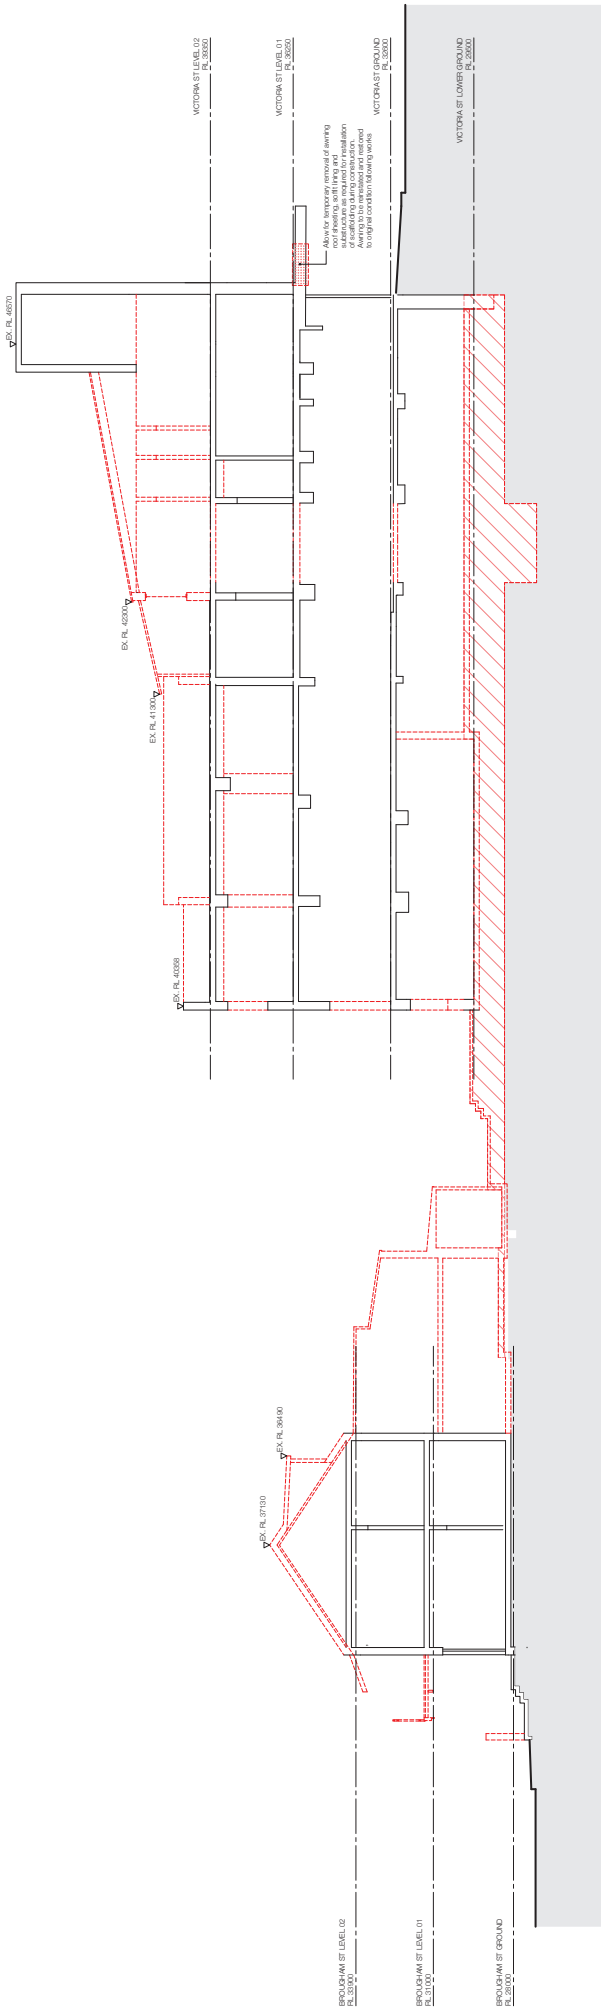 VICTORIA ST LEVEL 02
RL 39350
VICTORIA ST LEVEL 01
RL 36250
VICTORIA ST GROUND
RL 32600
VICTORIA ST LOWER GROUND
RL 29500
Allow for temporary removal of awning
roof sheeting, soffit lining and
substructure as required for installation
of scaffolding during construction.
Awning to be reinstated and restored
to original condition following works
EX. RL 46570
EX. RL 42300
EX. RL 41300
EX. RL 40358
EX. RL 36490
EX. RL 37130
BROUGHAM ST LEVEL 02
RL 33900
BROUGHAM ST LEVEL 01
RL 31000
BROUGHAM ST GROUND
RL 28000